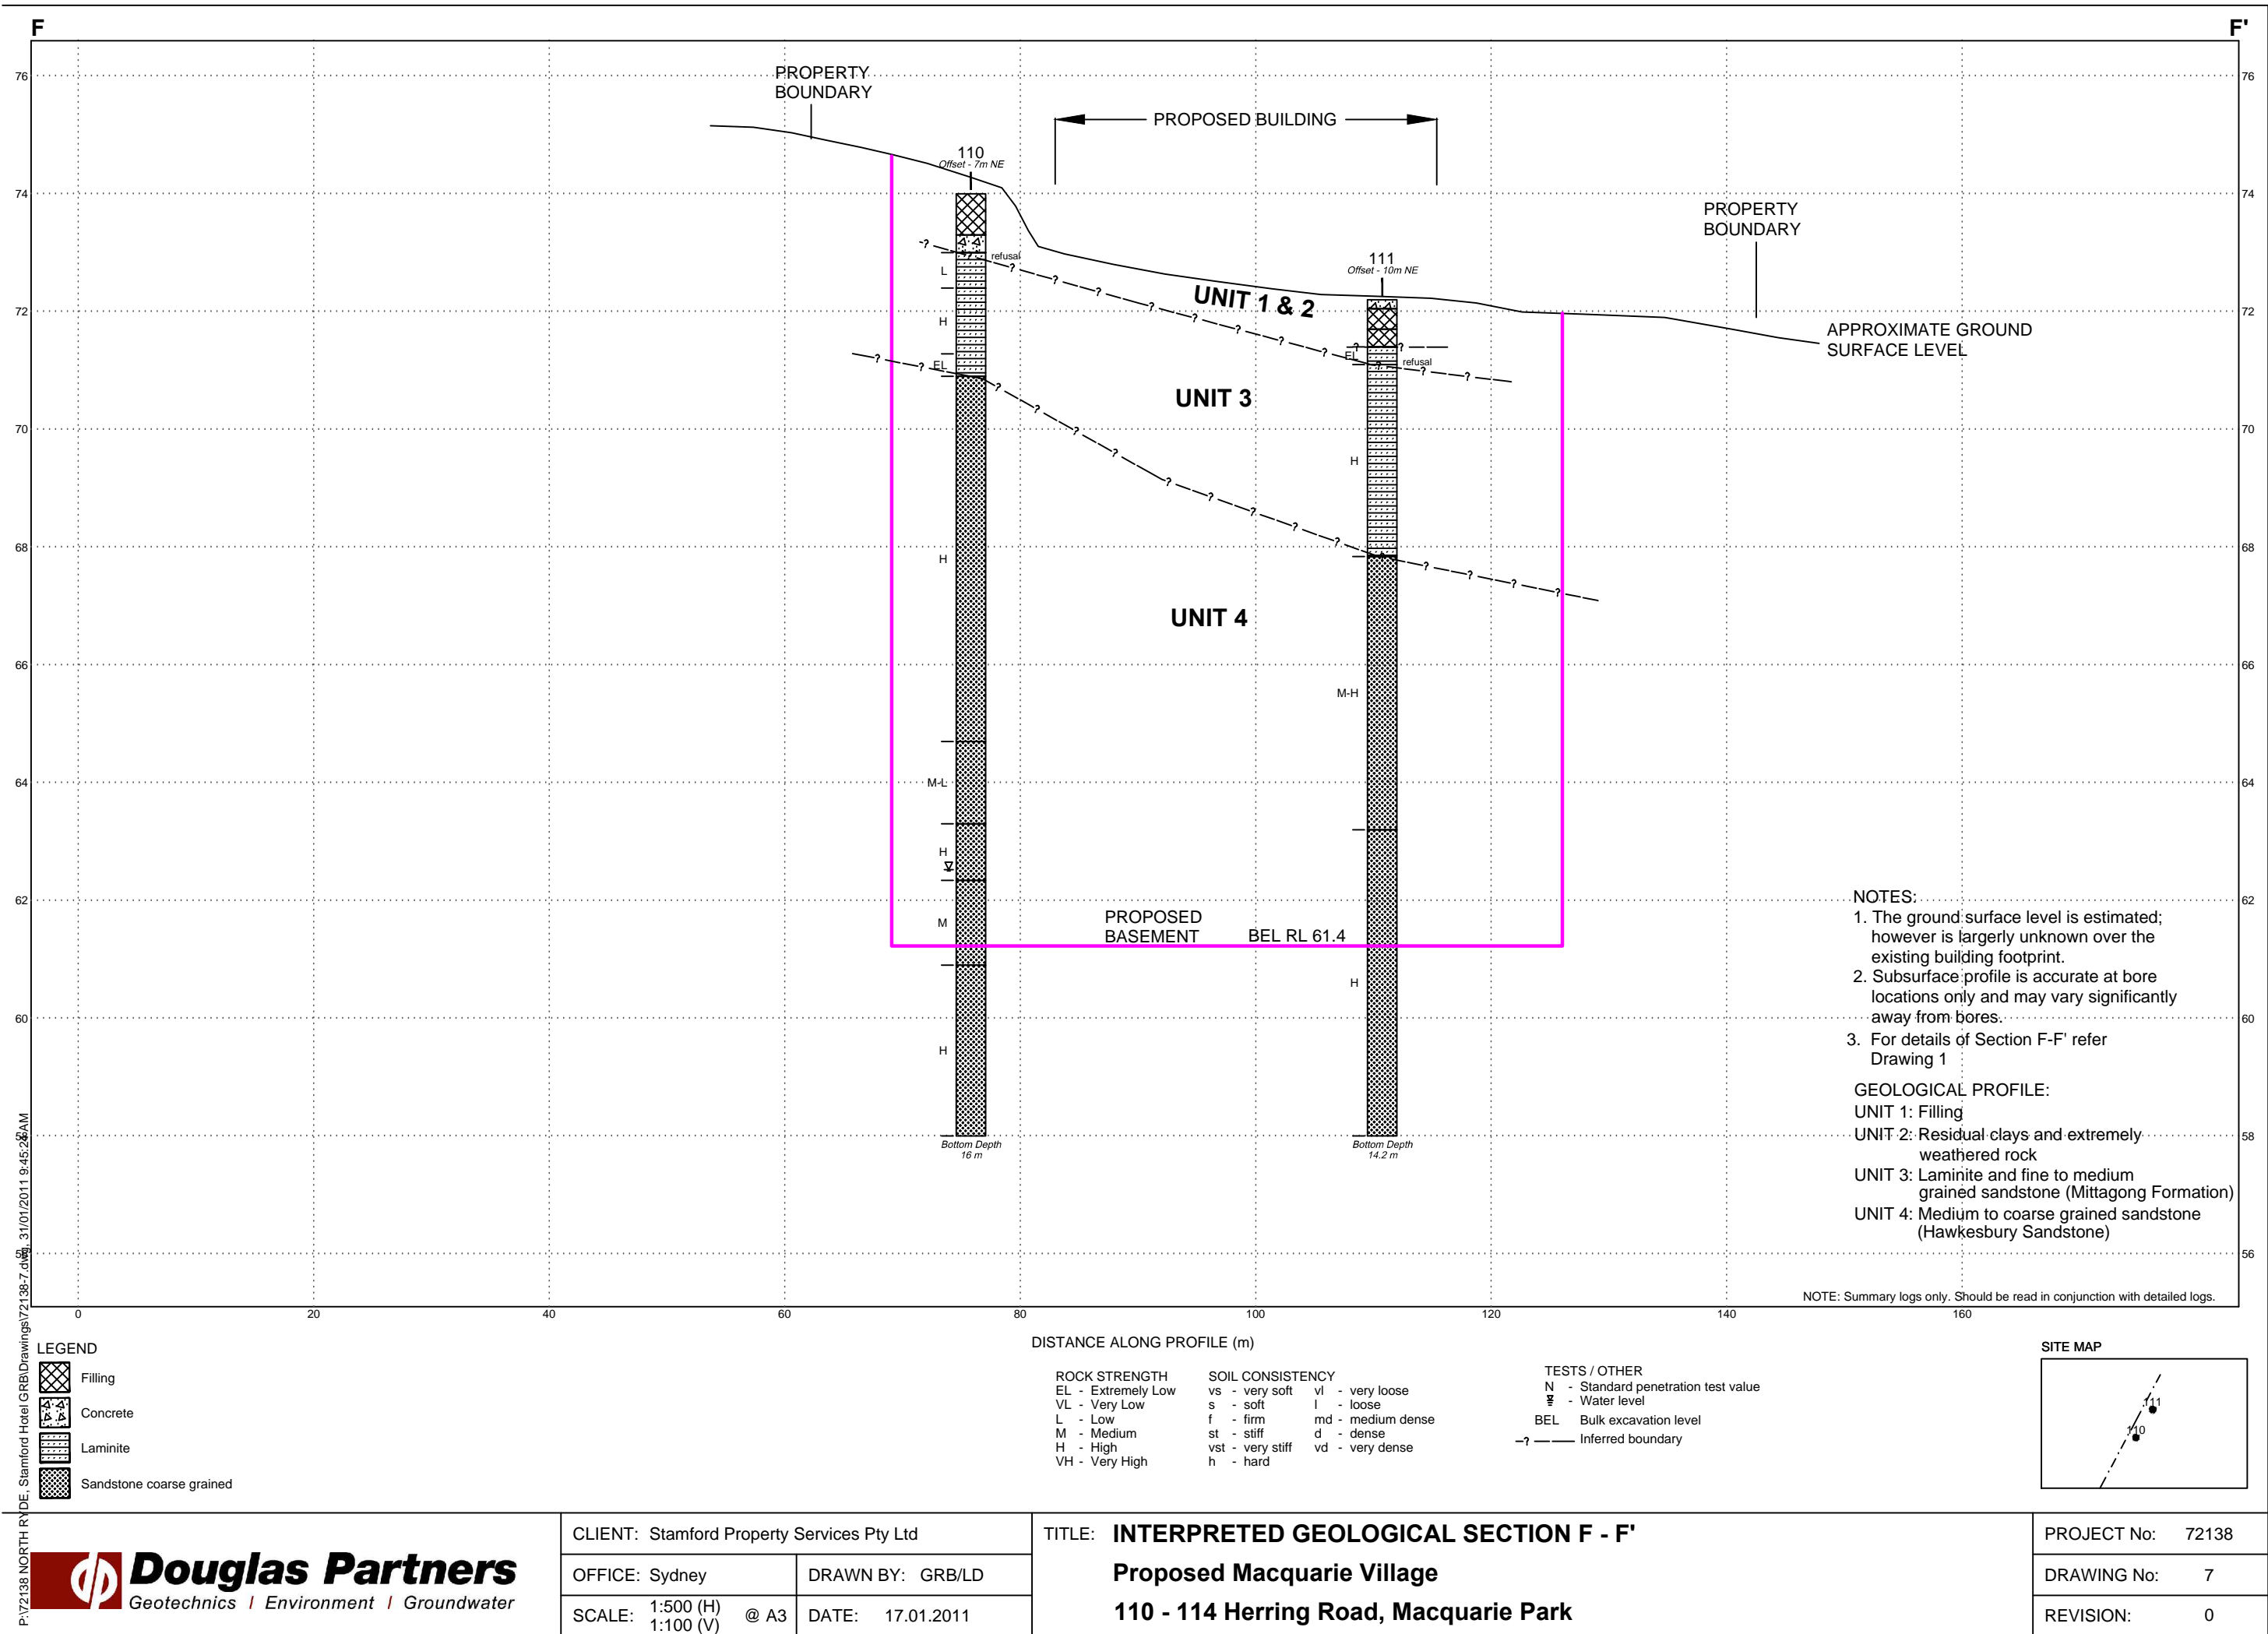 F
F'
76
76
PROPERTY
BOUNDARY
PROPOSED BUILDING
110
Offset - 7m NE
74
74
PROPERTY
BOUNDARY
-?
refusal
L
?
?
?
?
?
?
?
?
111
Offset - 10m NE
UNIT 1 & 2
72
72
H
APPROXIMATE GROUND
SURFACE LEVEL
?
?
EL
refusal
?
?
?
?
EL
?
?
?
UNIT 3
?
?
70
70
?
H
?
?
?
?
68
68
?
?
H
?
?
?
?
UNIT 4
66
66
M-H
64
64
M-L
H
62
62
M
PROPOSED
BASEMENT
BEL RL 61.4
H
60
60
H
58
58
Bottom Depth
16 m
Bottom Depth
14.2 m
56
56
NOTES:
1. The ground surface level is estimated;
however is largerly unknown over the
existing building footprint.
2. Subsurface profile is accurate at bore
locations only and may vary significantly
away from bores.
3. For details of Section F-F' refer
Drawing 1
GEOLOGICAL PROFILE:
UNIT 1: Filling
UNIT 2: Residual clays and extremely
weathered rock
UNIT 3: Laminite and fine to medium
grained sandstone (Mittagong Formation)
UNIT 4: Medium to coarse grained sandstone
(Hawkesbury Sandstone)
NOTE: Summary logs only. Should be read in conjunction with detailed logs.
0 20 40 60 80 100 120 140 160
DISTANCE ALONG PROFILE (m)
LEGEND
Filling
Concrete
Laminite
Sandstone coarse grained
ROCK STRENGTH
EL - Extremely Low
VL - Very Low
L - Low
M - Medium
H - High
VH - Very High
SOIL CONSISTENCY
vs - very soft vl - very loose
s - soft l - loose
f - firm md - medium dense
st - stiff d - dense
vst - very stiff vd - very dense
h - hard
TESTS / OTHER
N - Standard penetration test value
- Water level
BEL Bulk excavation level
-? Inferred boundary
SITE MAP
111
110
P:\72138 NORTH RYDE, Stamford Hotel GRB\Drawings\72138-7.dwg, 31/01/2011 9:45:28 AM
Douglas Partners
Geotechnics / Environment / Groundwater
CLIENT: Stamford Property Services Pty Ltd
OFFICE: Sydney
DRAWN BY: GRB/LD
SCALE: 1:500 (H)
1:100 (V)
@ A3
DATE: 17.01.2011
TITLE: INTERPRETED GEOLOGICAL SECTION F - F'
Proposed Macquarie Village
110 - 114 Herring Road, Macquarie Park
PROJECT No: 72138
DRAWING No: 7
REVISION: 0